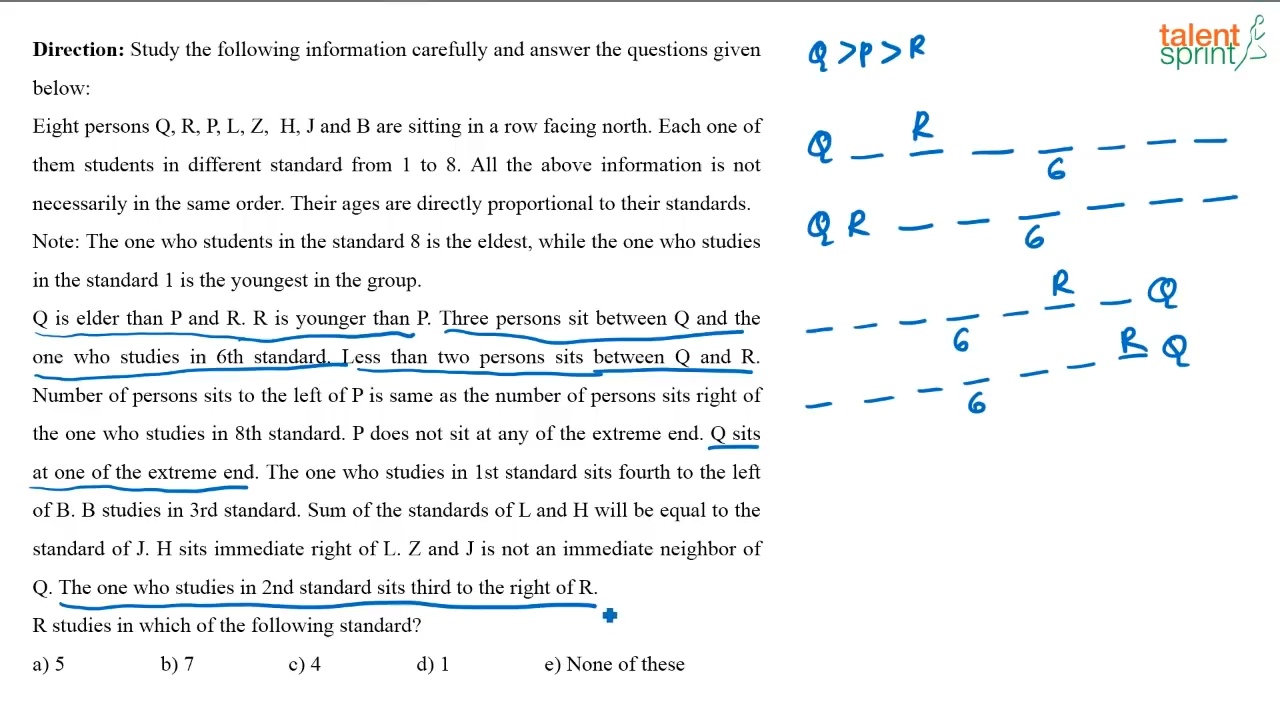 Direction: Study the following information carefully and answer the questions given
below:
Eight persons Q, R, P, L, Z, H, J and B are sitting in a row facing north. Each one of
them students in different standard from 1 to 8. All the above information is not
necessarily in the same order. Their ages are directly proportional to their standards.
Note: The one who students in the standard 8 is the eldest, while the one who studies
in the standard 1 is the youngest in the group.
Q is elder than P and R. R is younger than P. Three persons sit between Q and the
one who studies in 6th standard. Less than two persons sits between Q and R.
Number of persons sits to the left of P is same as the number of persons sits right of
the one who studies in 8th standard. P does not sit at any of the extreme end. Q sits
at one of the extreme end. The one who studies in 1st standard sits fourth to the left
of B. B studies in 3rd standard. Sum of the standards of L and H will be equal to the
standard of J. H sits immediate right of L. Z and J is not an immediate neighbor of
Q. The one who studies in 2nd standard sits third to the right of R.
R studies in which of the following standard?
a) 5 b) 7 c) 4 d) 1 e) None of these
talent
sprint
Q > P > R
R
Q _ _ _ _ _ _ _
6
Q R _ _ _ _ _ _
6
R
_ _ _ _ _ _ _ Q
6
R
_ _ _ _ _ _ _ Q
6